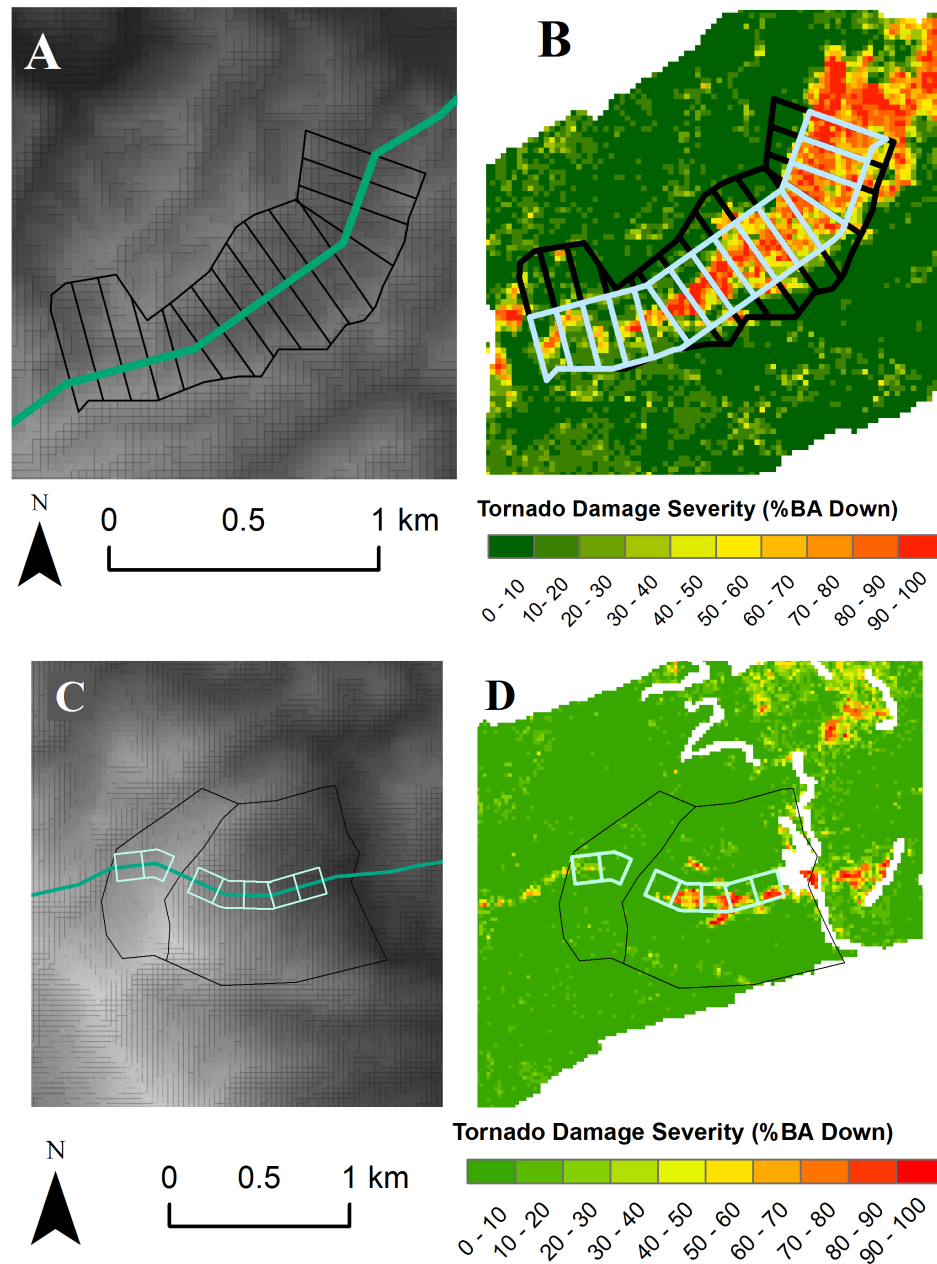 A
B
N
0 0.5 1 km
Tornado Damage Severity (%BA Down)
0 - 10
10- 20
20 - 30
30 - 40
40 - 50
50 - 60
60 - 70
70 - 80
80 - 90
90 - 100
C
D
N
0 0.5 1 km
Tornado Damage Severity (%BA Down)
0 - 10
10 - 20
20 - 30
30 - 40
40 - 50
50 - 60
60 - 70
70 - 80
80 - 90
90 - 100